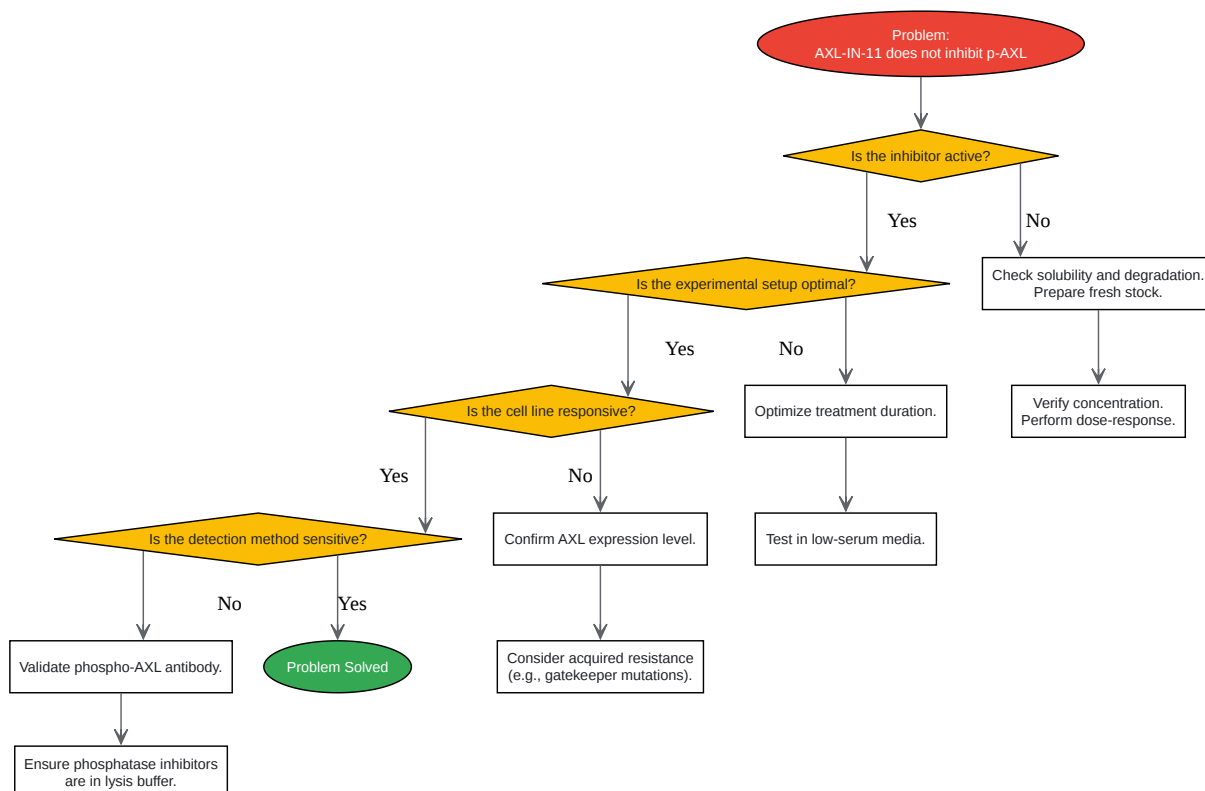 Problem:
AXL-IN-11 does not inhibit p-AXL
Is the inhibitor active?
Yes
No
Is the experimental setup optimal?
Check solubility and degradation.
Prepare fresh stock.
Yes
No
Is the cell line responsive?
Optimize treatment duration.
Verify concentration.
Perform dose-response.
Yes
No
Is the detection method sensitive?
Confirm AXL expression level.
Test in low-serum media.
No
Yes
Validate phospho-AXL antibody.
Problem Solved
Consider acquired resistance
(e.g., gatekeeper mutations).
Ensure phosphatase inhibitors
are in lysis buffer.